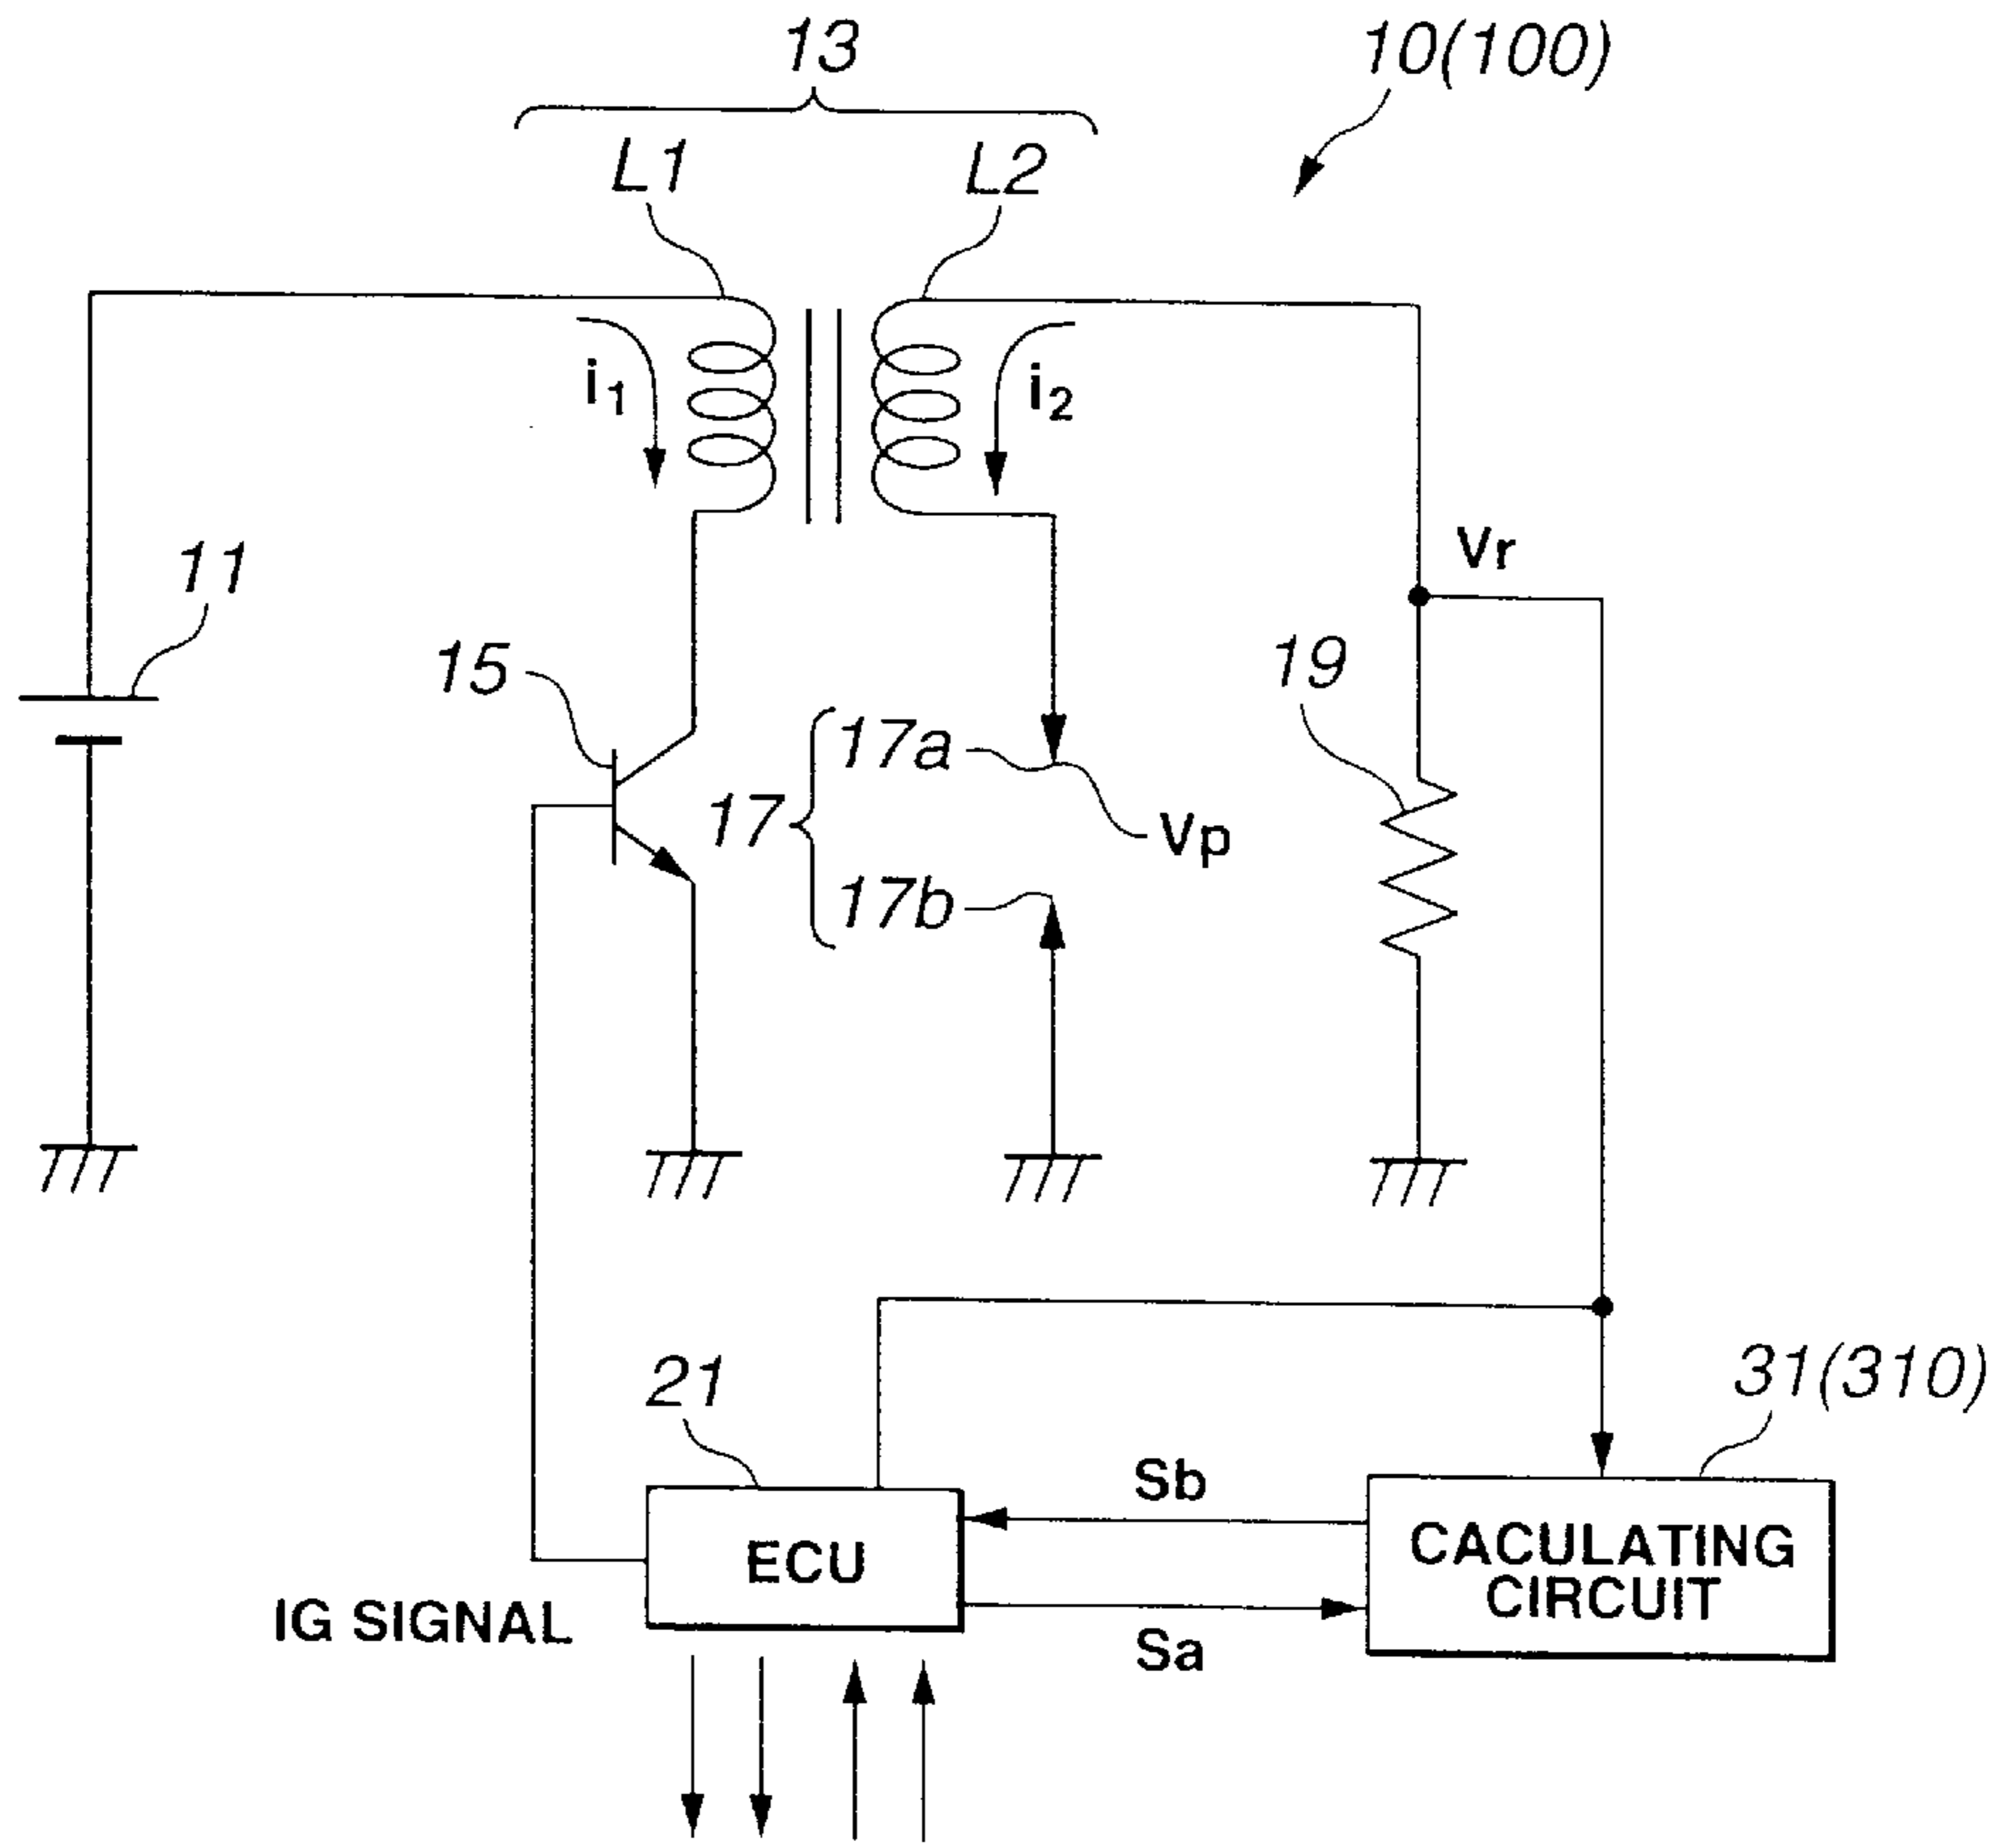 13
10(100)
L1
L2
i1
i2
11
Vr
15
19
17a
17
Vp
17b
21
31(310)
Sb
ECU
CACULATING
CIRCUIT
IG SIGNAL
Sa